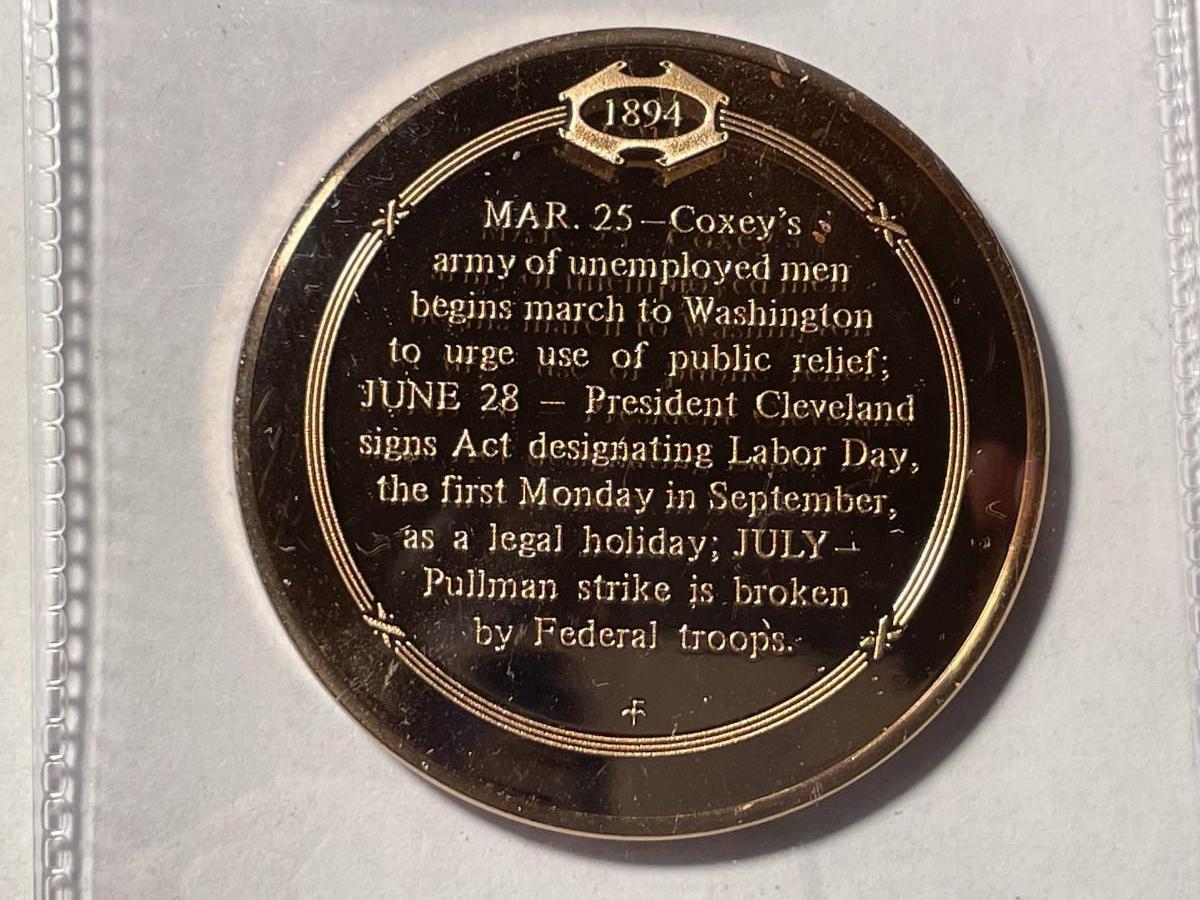 1894
MAR. 25 – Coxey's
army of unemployed men
begins march to Washington
to urge use of public relief;
JUNE 28 – President Cleveland
signs Act designating Labor Day,
the first Monday in September,
as a legal holiday; JULY –
Pullman strike is broken
by Federal troops.
F